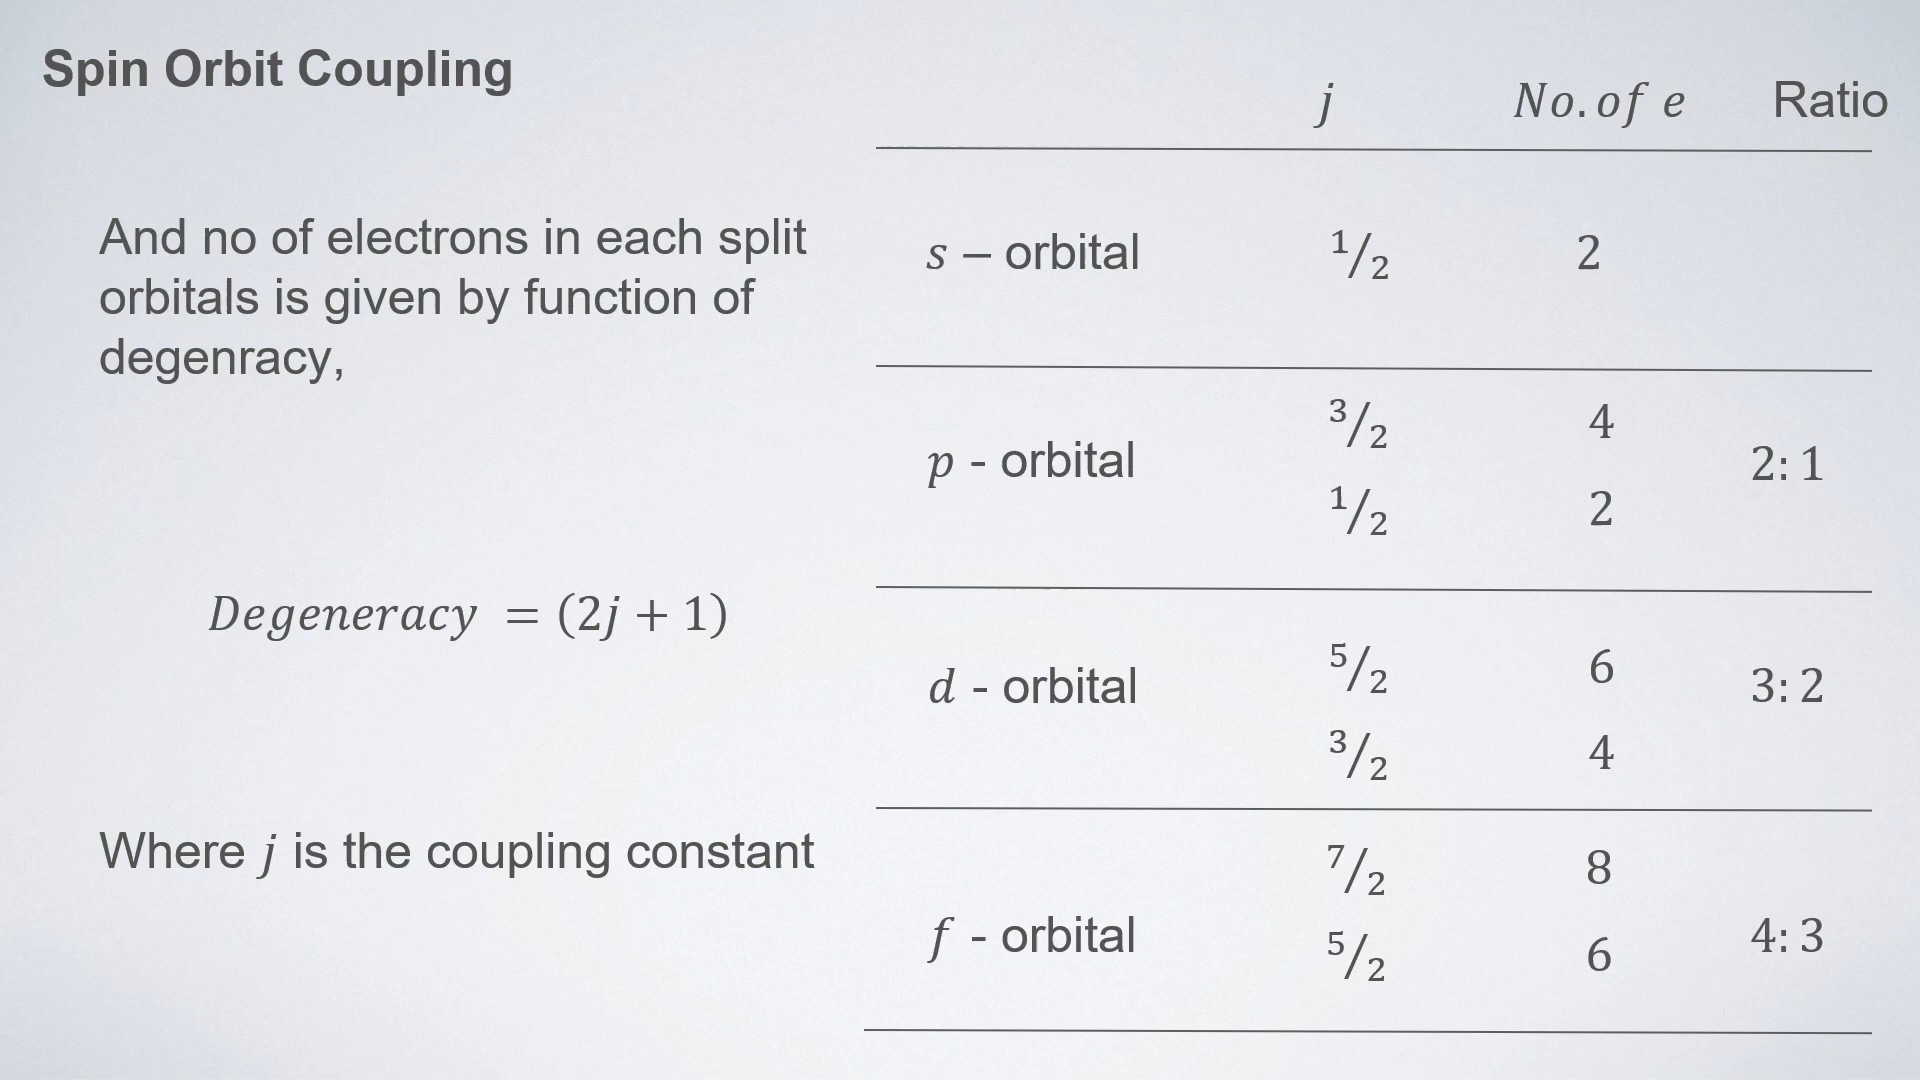 Spin Orbit Coupling
And no of electrons in each split
orbitals is given by function of
degenracy,
Degeneracy = (2j + 1)
Where j is the coupling constant
j No. of e Ratio
s – orbital 1/2 2
p - orbital 3/2 4 2: 1
1/2 2
d - orbital 5/2 6 3: 2
3/2 4
f - orbital 7/2 8 4: 3
5/2 6